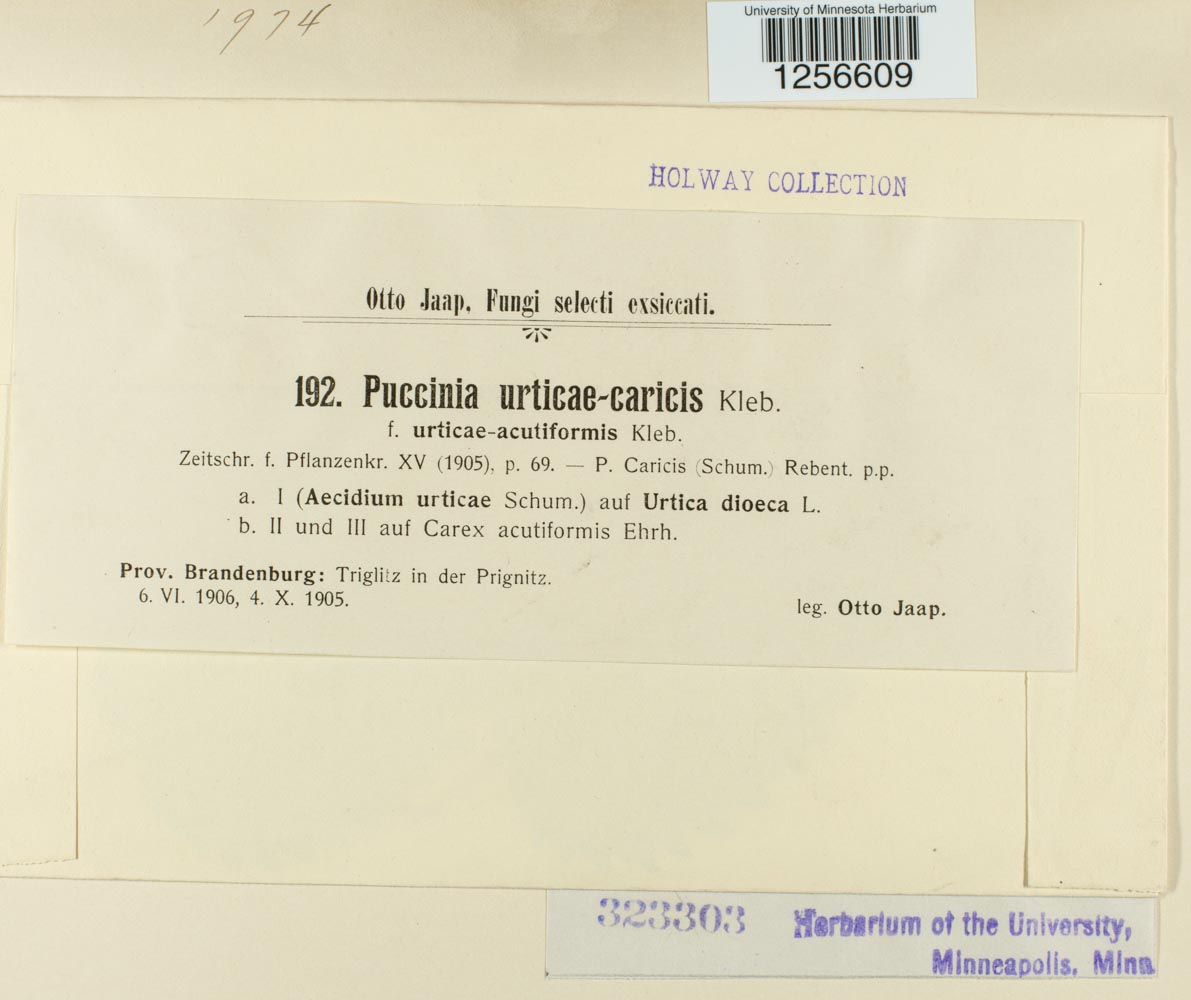 1974
University of Minnesota Herbarium
1256609
HOLWAY COLLECTION
Otto Jaap, Fungi selecti exsiccati.
192. Puccinia urticae-caricis Kleb.
f. urticae-acutiformis Kleb.
Zeitschr. f. Pflanzenkr. XV (1905), p. 69. — P. Caricis (Schum.) Rebent. p.p.
a. I (Aecidium urticae Schum.) auf Urtica dioeca L.
b. II und III auf Carex acutiformis Ehrh.
Prov. Brandenburg: Triglitz in der Prignitz.
6. VI. 1906, 4. X. 1905.
leg. Otto Jaap.
323303 Herbarium of the University,
Minneapolis, Minn